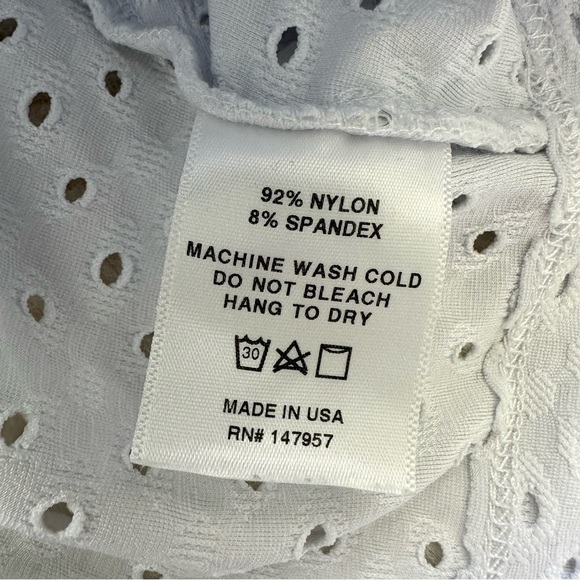 92% NYLON
8% SPANDEX
MACHINE WASH COLD
DO NOT BLEACH
HANG TO DRY
30
MADE IN USA
RN# 147957